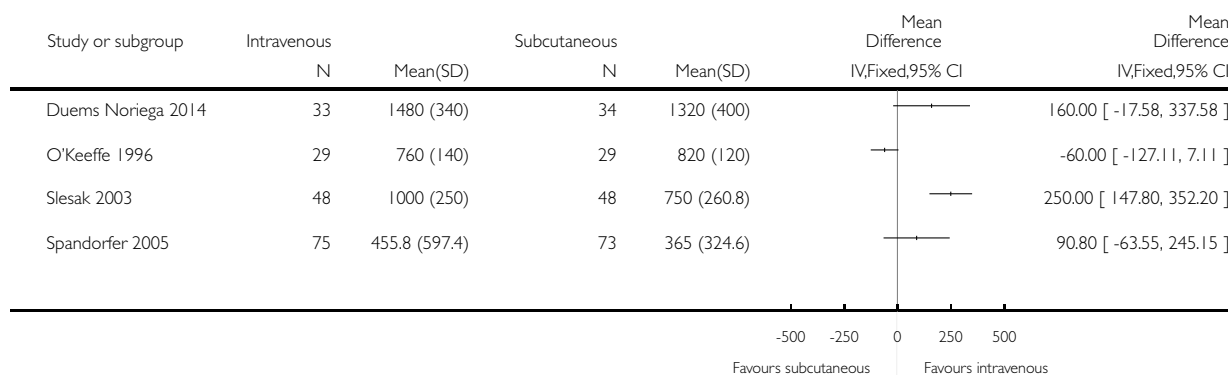 Mean Mean
Study or subgroup Intravenous Subcutaneous Difference Difference
N Mean(SD) N Mean(SD) IV,Fixed,95% CI IV,Fixed,95% CI
Duems Noriega 2014 33 1480 (340) 34 1320 (400) 160.00 [ -17.58, 337.58 ]
O'Keeffe 1996 29 760 (140) 29 820 (120) -60.00 [ -127.11, 7.11 ]
Slesak 2003 48 1000 (250) 48 750 (260.8) 250.00 [ 147.80, 352.20 ]
Spandorfer 2005 75 455.8 (597.4) 73 365 (324.6) 90.80 [ -63.55, 245.15 ]
-500 -250 0 250 500
Favours subcutaneous Favours intravenous